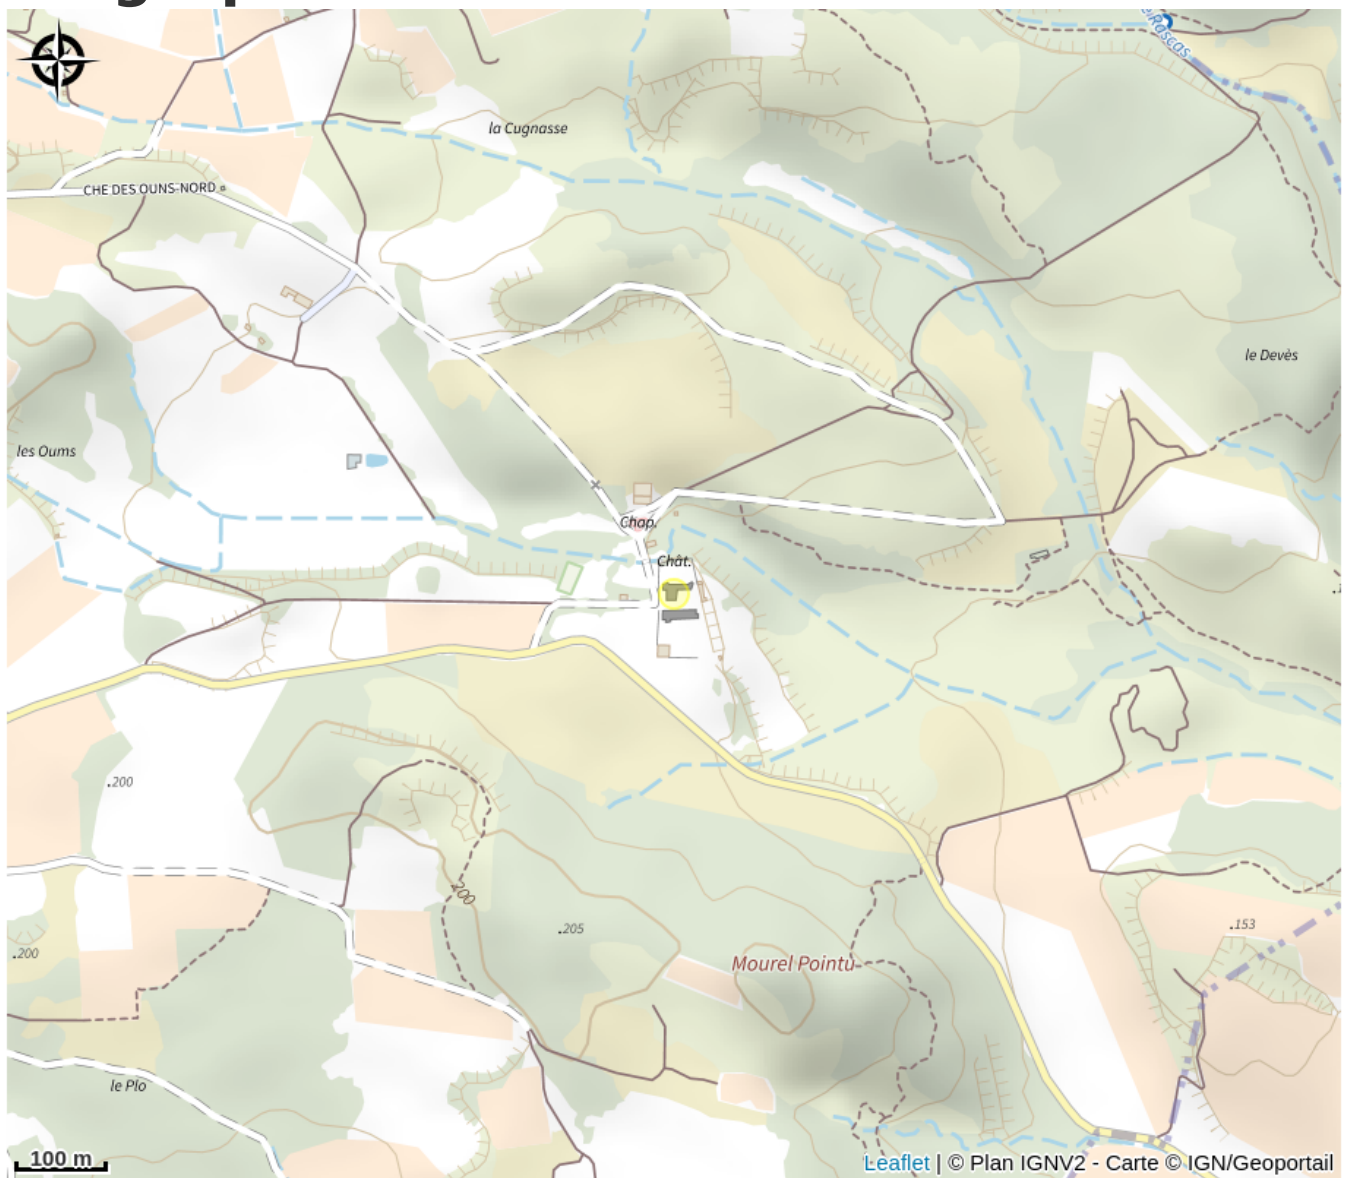 Rascas
la Cugnasse
CHE DES OUNS-NORD
le Devès
les Oums
Chap.
Chât.
.200
200
.205
.153
.200
Mourel Pointu
le Plo
100 m
Leaflet | © Plan IGNV2 - Carte © IGN/Geoportail